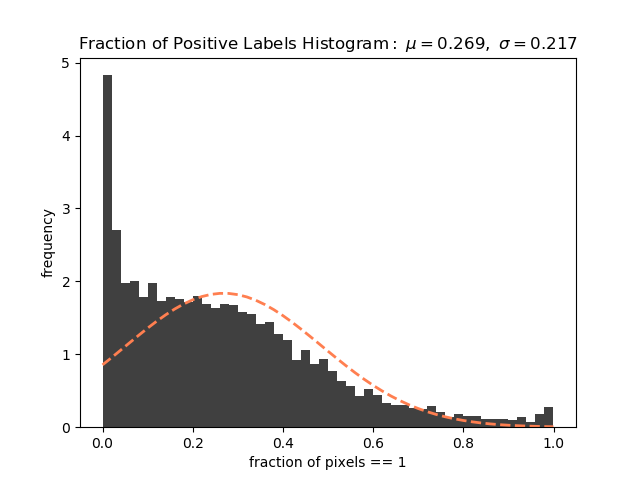 Fraction of Positive Labels Histogram: μ = 0.269, σ = 0.217
5
4
3
2
1
0
frequency
0.0 0.2 0.4 0.6 0.8 1.0
fraction of pixels == 1